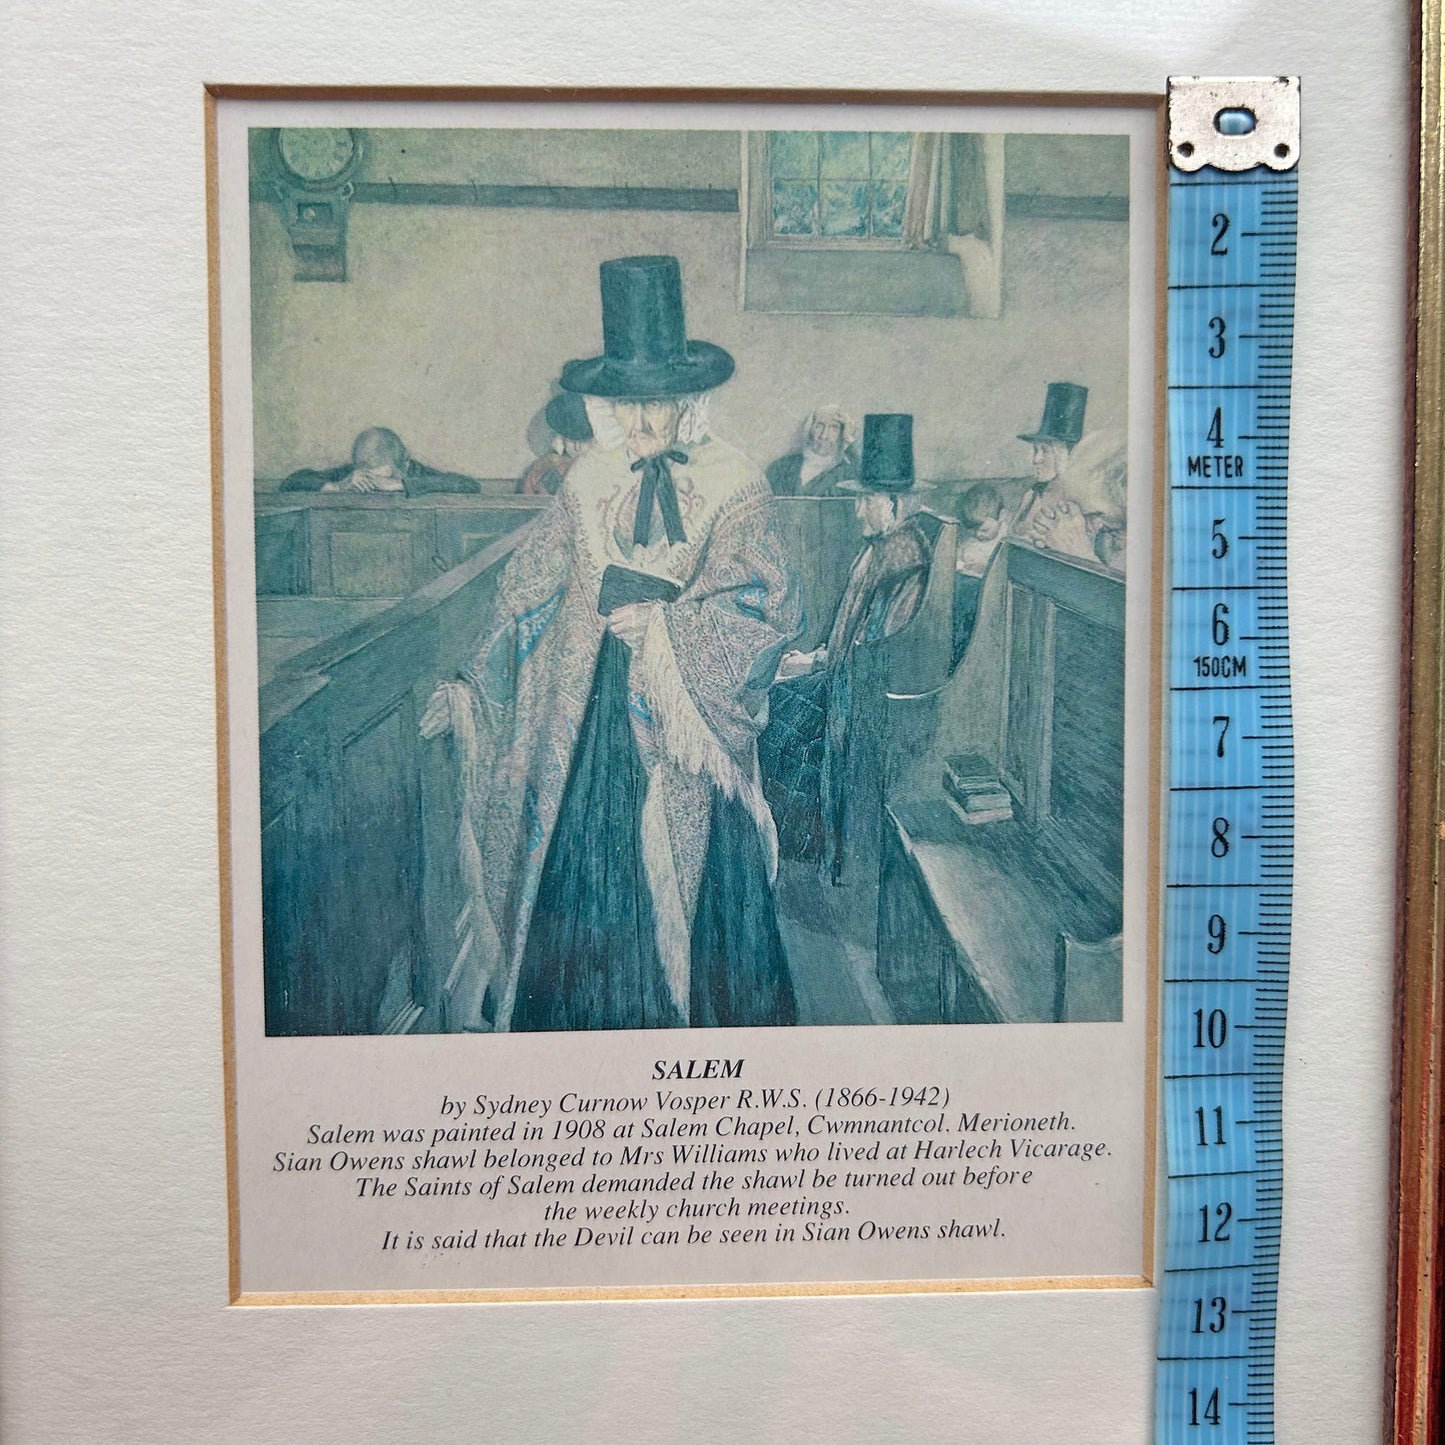 SALEM
by Sydney Curnow Vosper R.W.S. (1866-1942)
Salem was painted in 1908 at Salem Chapel, Cwmnantcol. Merioneth.
Sian Owens shawl belonged to Mrs Williams who lived at Harlech Vicarage.
The Saints of Salem demanded the shawl be turned out before
the weekly church meetings.
It is said that the Devil can be seen in Sian Owens shawl.
2
3
4
METER
5
6
150CM
7
8
9
10
11
12
13
14